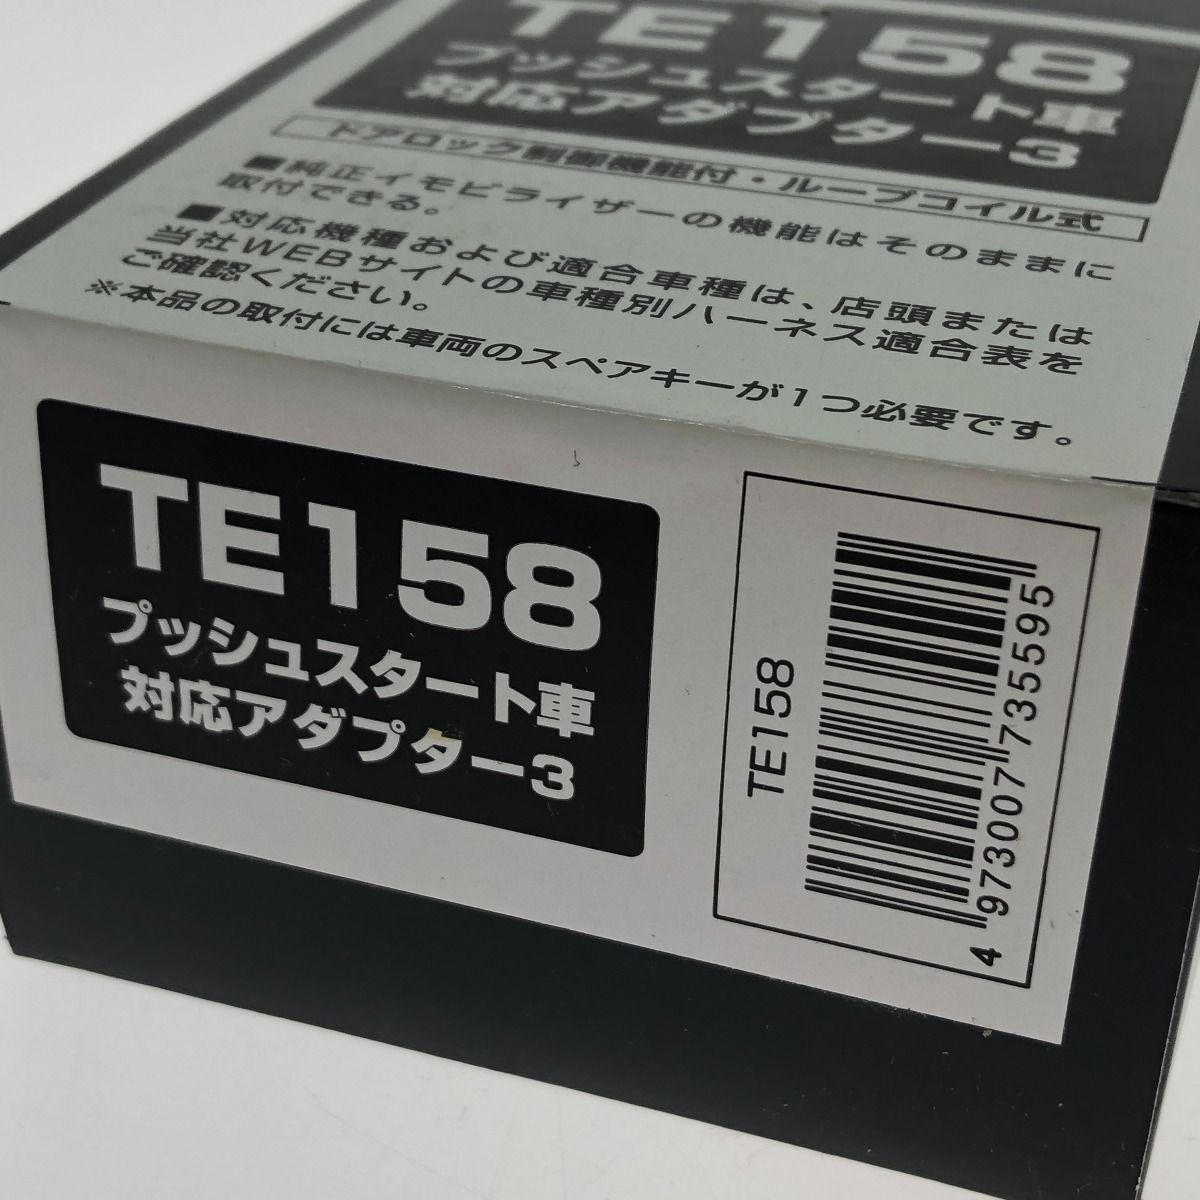 TE158
プッシュスタート車
対応アダプター3
ドアロック制御機能付・ループコイル式
■純正イモビライザーの機能はそのままに
取付できる。
■対応機種および適合車種は、店頭または
当社WEBサイトの車種別ハーネス適合表を
ご確認ください。
※本品の取付には車両のスペアキーが1つ必要です。
TE158
プッシュスタート車
対応アダプター3
TE158
4 973007 735595